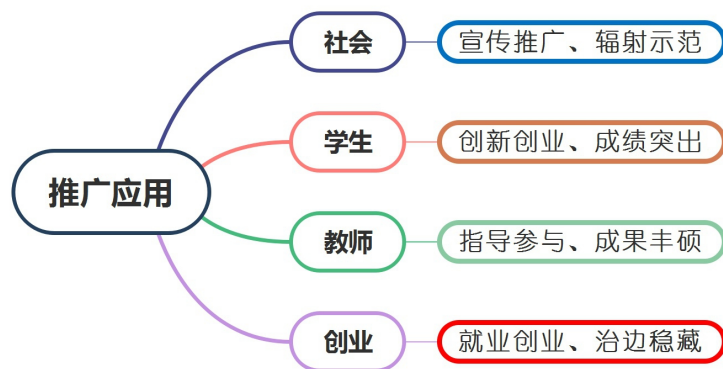 推广应用
社会
宣传推广、辐射示范
学生
创新创业、成绩突出
教师
指导参与、成果丰硕
创业
就业创业、治边稳藏